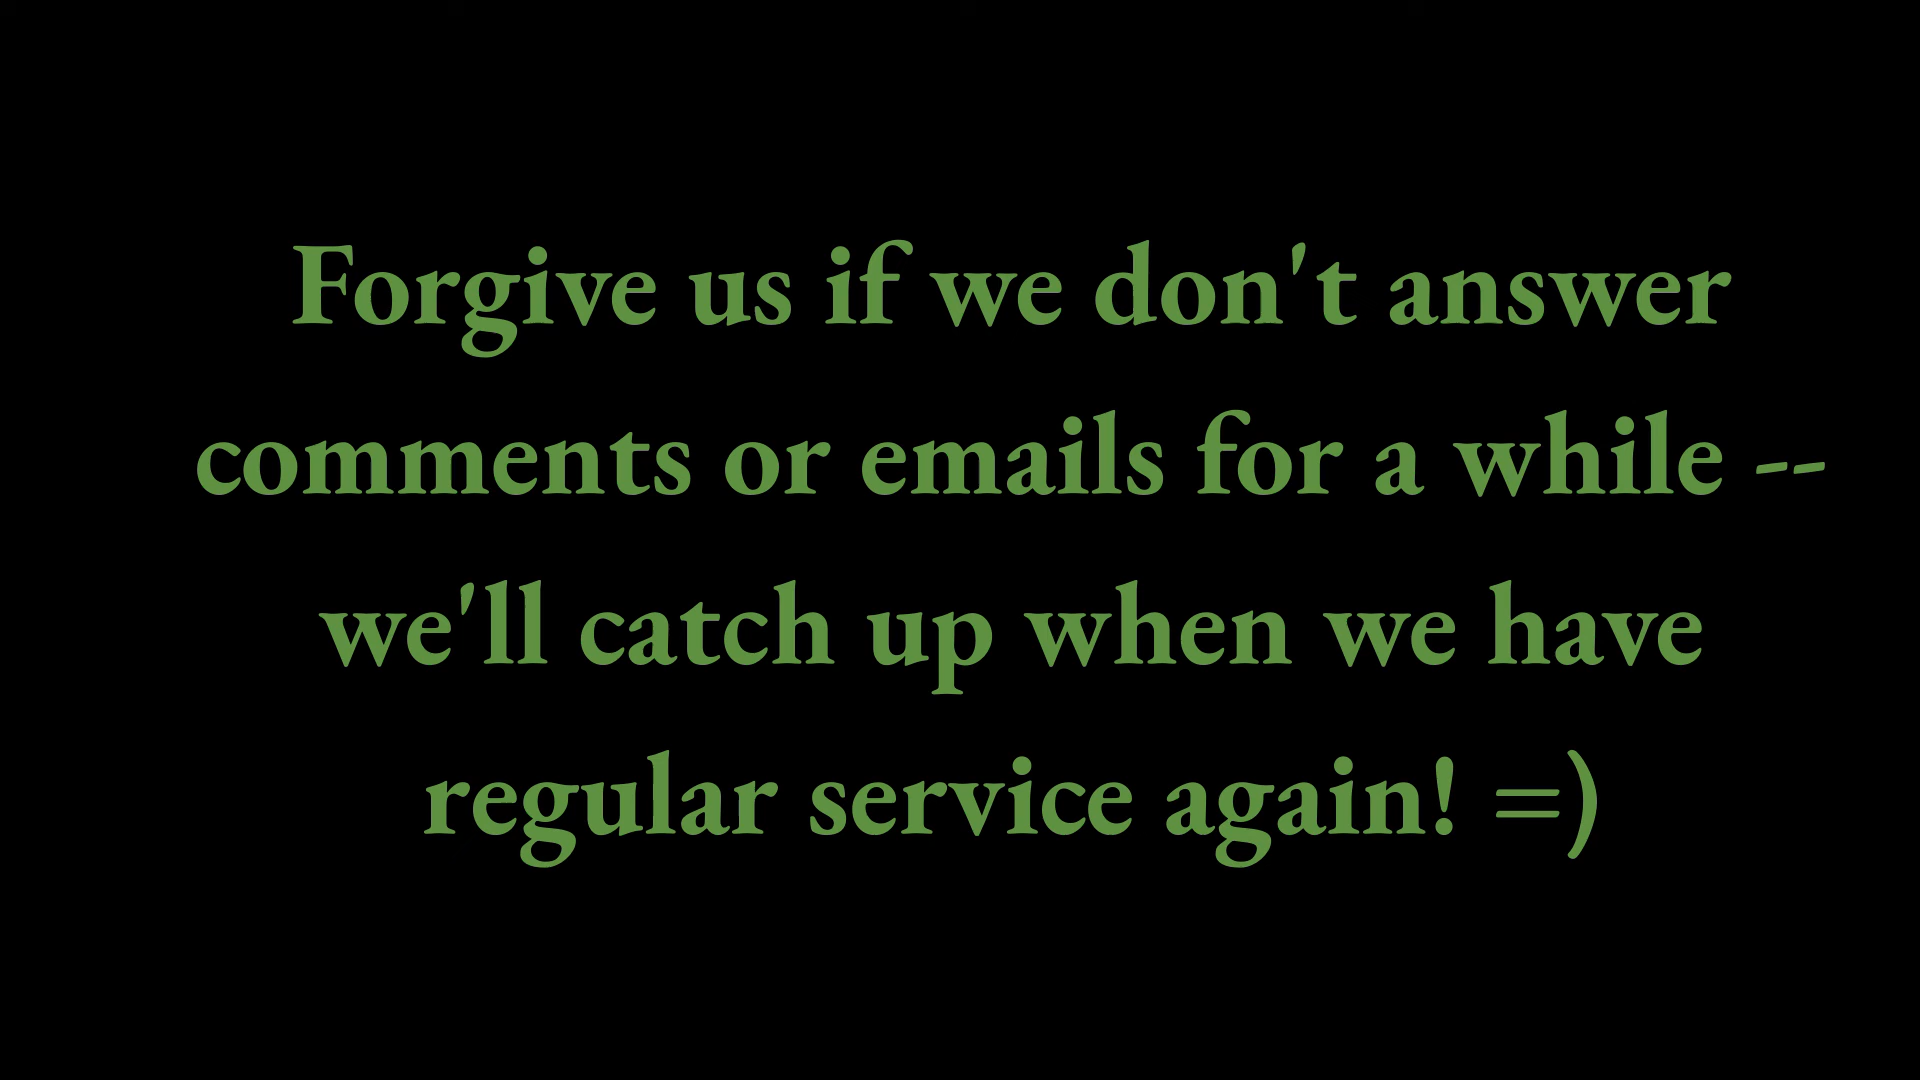 Forgive us if we don't answer
comments or emails for a while --
we'll catch up when we have
regular service again! =)